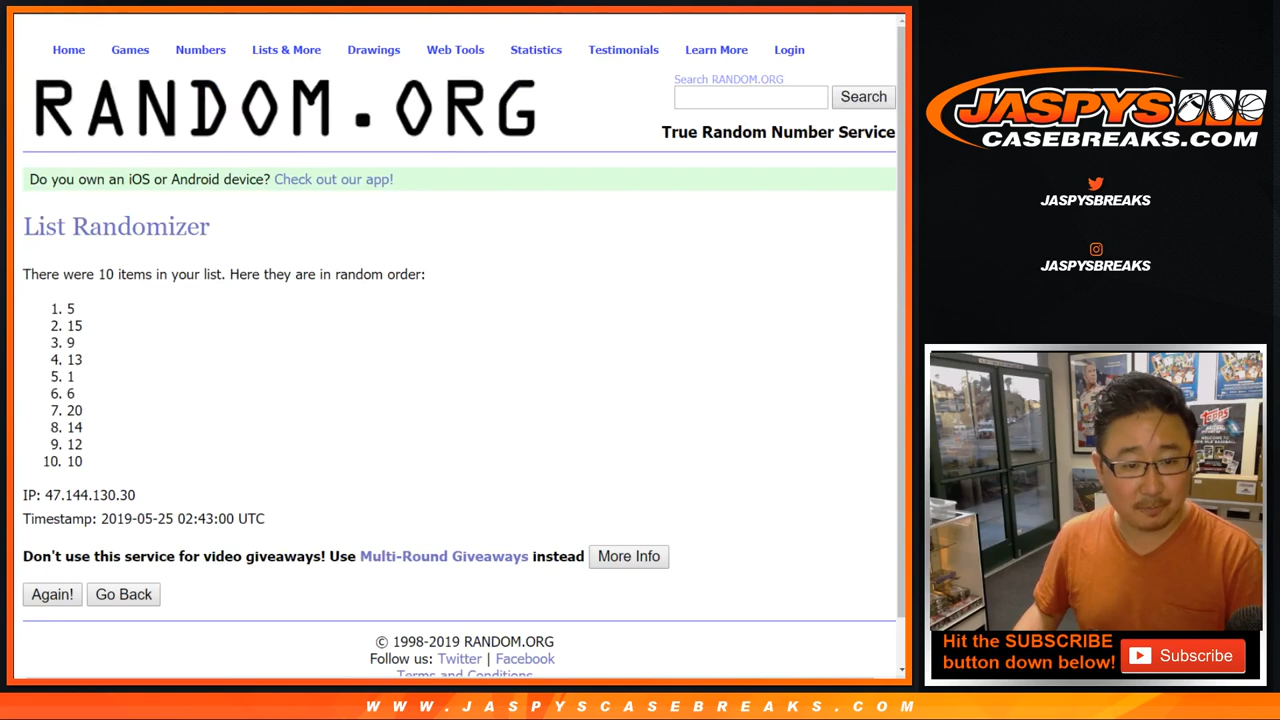 Home Games Numbers Lists & More Drawings Web Tools Statistics Testimonials Learn More Login
RANDOM.ORG
Search RANDOM.ORG
Search
True Random Number Service
Do you own an iOS or Android device? Check out our app!
List Randomizer
There were 10 items in your list. Here they are in random order:
1. 5
2. 15
3. 9
4. 13
5. 1
6. 6
7. 20
8. 14
9. 12
10. 10
IP: 47.144.130.30
Timestamp: 2019-05-25 02:43:00 UTC
Don't use this service for video giveaways! Use Multi-Round Giveaways instead More Info
Again! Go Back
© 1998-2019 RANDOM.ORG
Follow us: Twitter | Facebook
Terms and Conditions
JASPYS
CASEBREAKS.COM
JASPYSBREAKS
JASPYSBREAKS
Topps
Hit the SUBSCRIBE
button down below!
Subscribe
WWW.JASPYSCASEBREAKS.COM